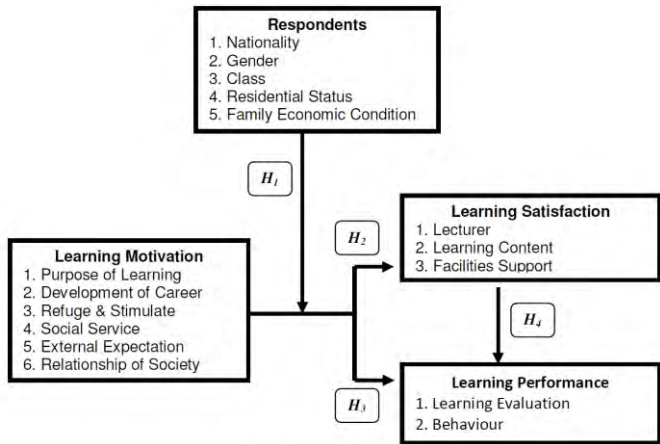 Respondents
1. Nationality
2. Gender
3. Class
4. Residential Status
5. Family Economic Condition
H1
Learning Motivation
1. Purpose of Learning
2. Development of Career
3. Refuge & Stimulate
4. Social Service
5. External Expectation
6. Relationship of Society
H2
Learning Satisfaction
1. Lecturer
2. Learning Content
3. Facilities Support
H4
H3
Learning Performance
1. Learning Evaluation
2. Behaviour